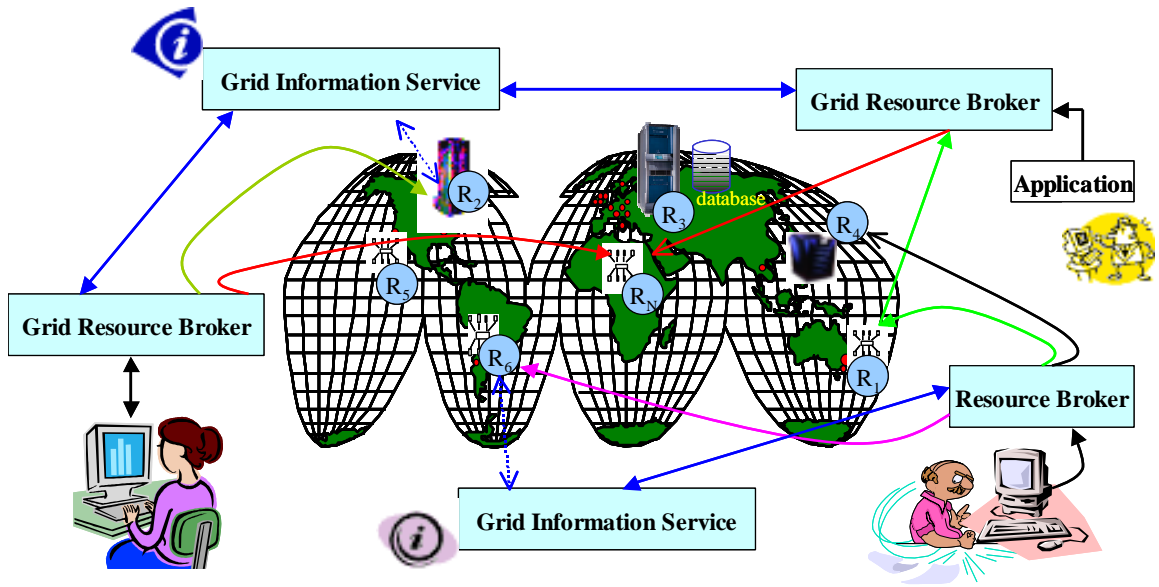 Grid Information Service
Grid Resource Broker
Application
R2
R3
database
R4
R5
RN
Grid Resource Broker
R6
R1
Resource Broker
Grid Information Service